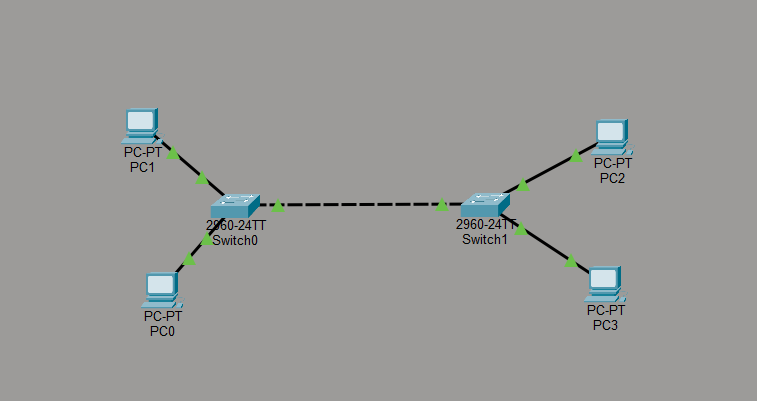 PC-PT
PC1
PC-PT
PC2
2960-24TT
Switch0
2960-24TT
Switch1
PC-PT
PC0
PC-PT
PC3